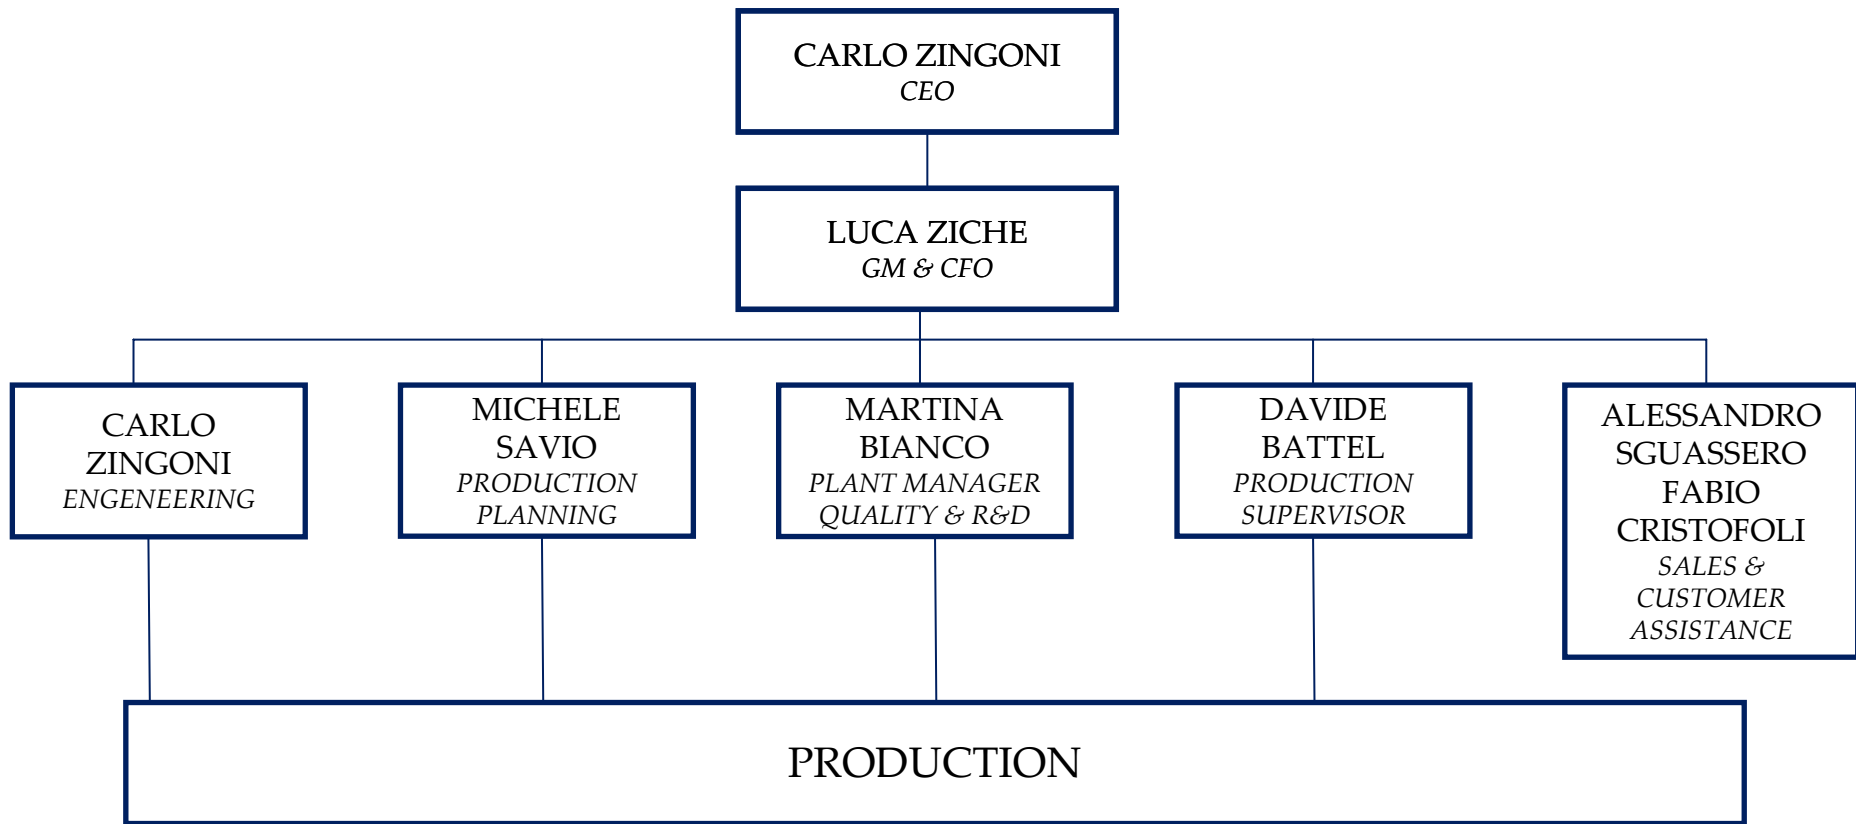 CARLO ZINGONI
CEO
LUCA ZICHE
GM & CFO
CARLO
ZINGONI
ENGENEERING
MICHELE
SAVIO
PRODUCTION
PLANNING
MARTINA
BIANCO
PLANT MANAGER
QUALITY & R&D
DAVIDE
BATTEL
PRODUCTION
SUPERVISOR
ALESSANDRO
SGUASSERO
FABIO
CRISTOFOLI
SALES &
CUSTOMER
ASSISTANCE
PRODUCTION